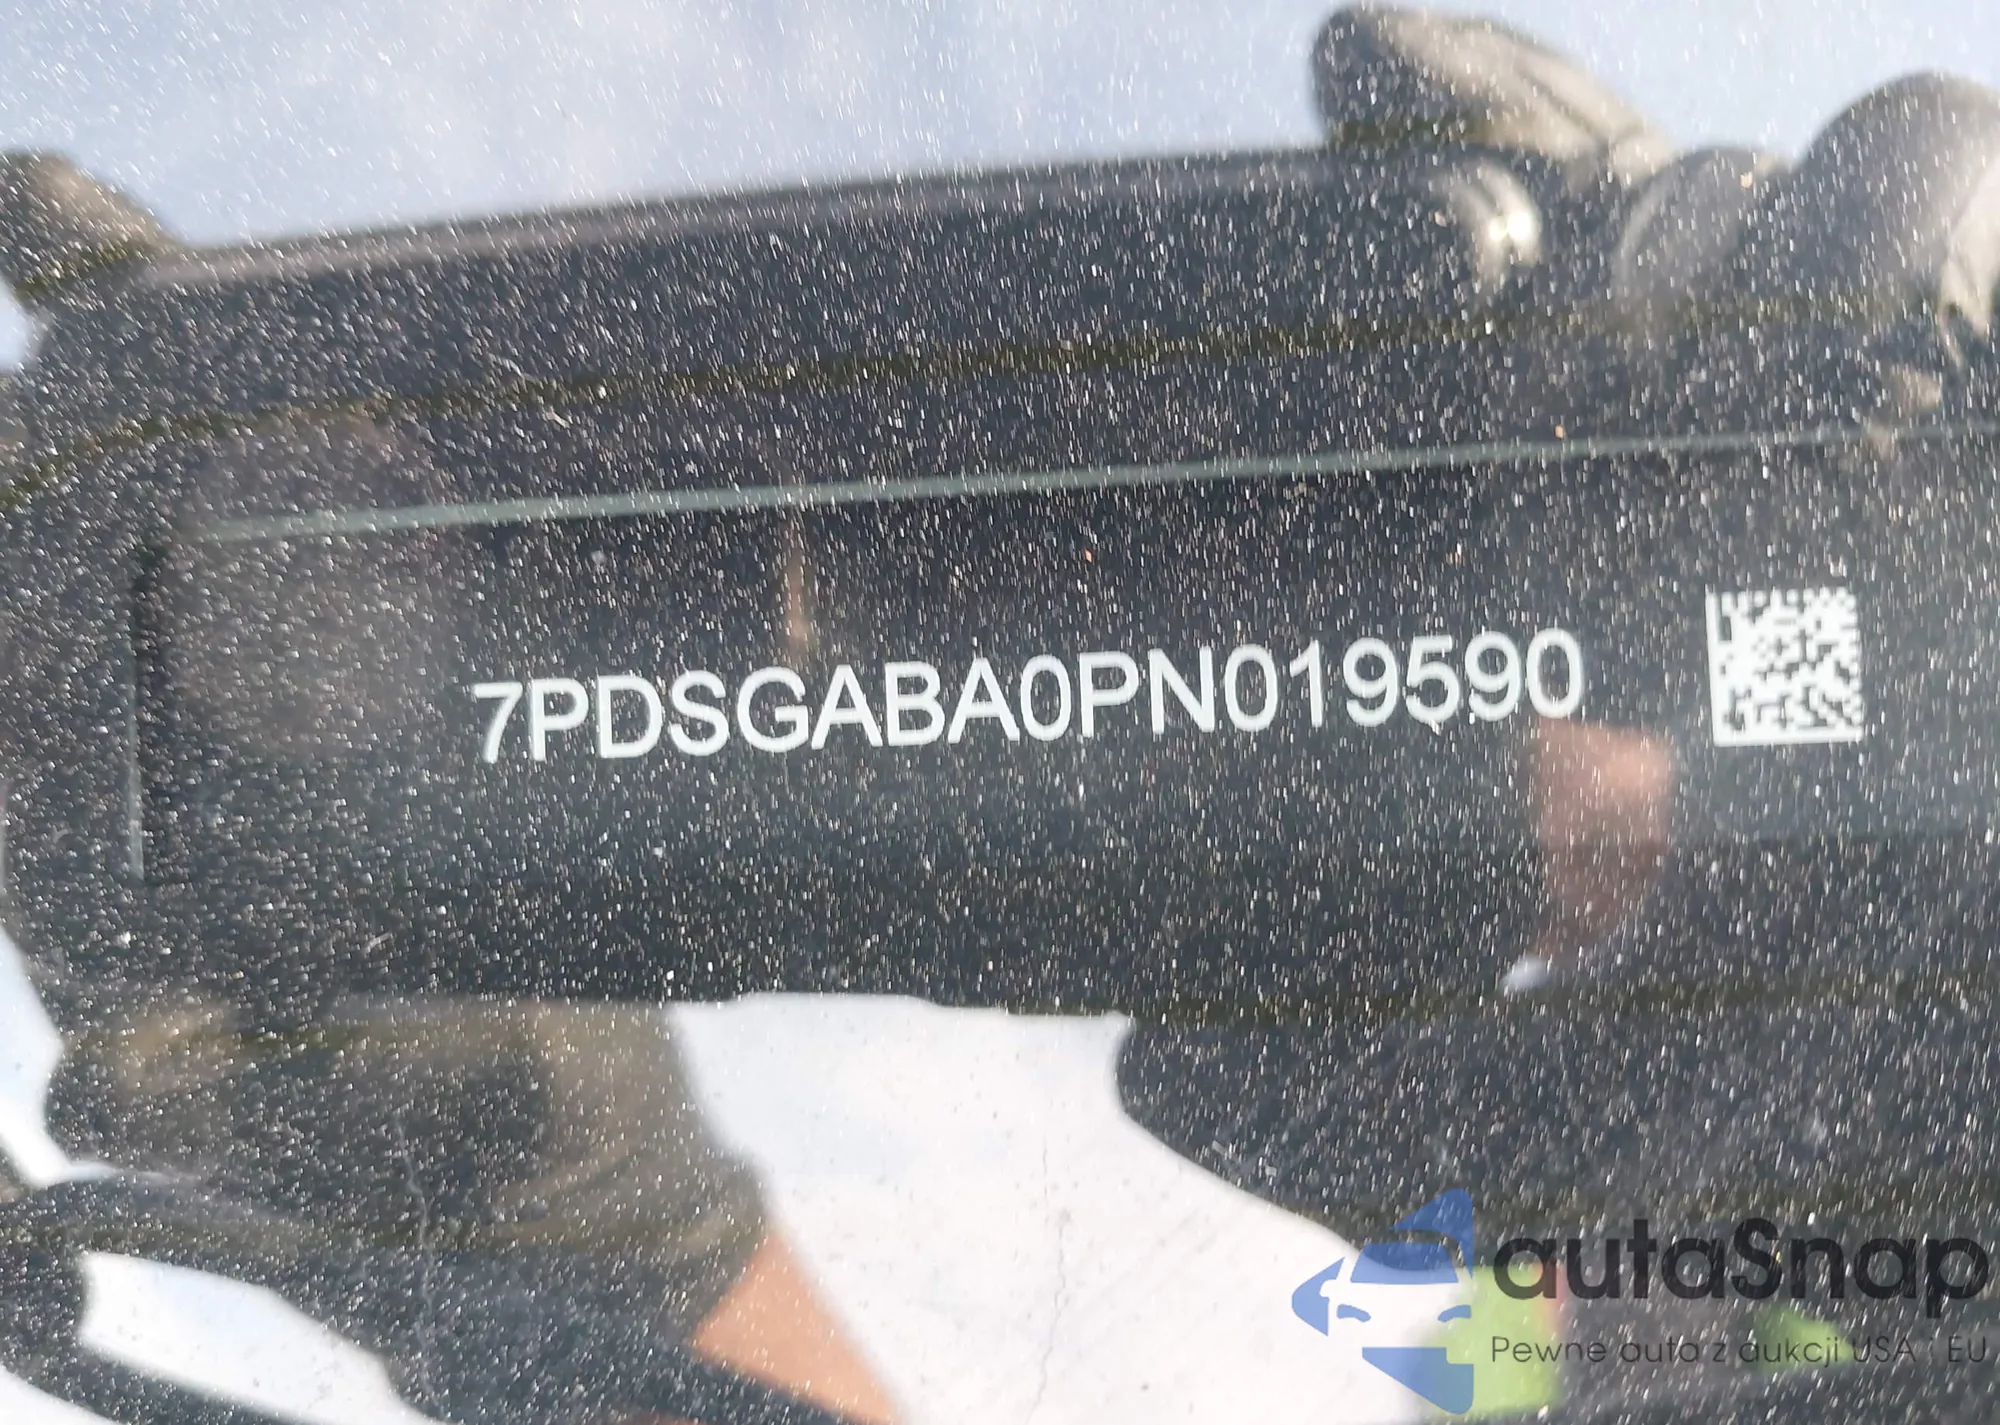 7PDSGABA0PN019590
autaSnap
Pewne auta z aukcji USA i EU